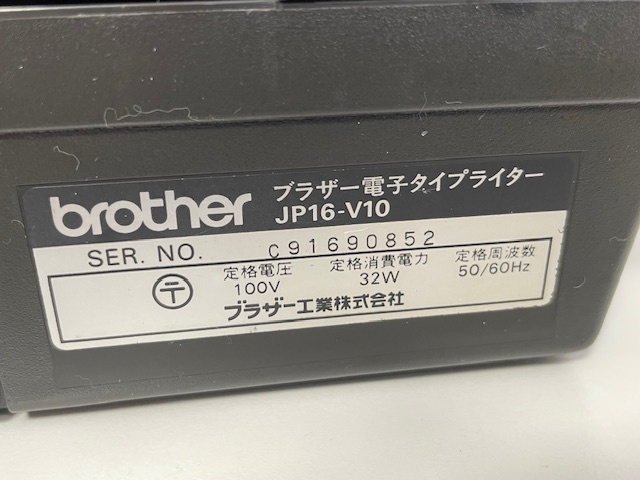 brother ブラザー電子タイプライター
JP16-V10
SER. NO. C91690852
定格電圧 定格消費電力 定格周波数
〒 100V 32W 50/60Hz
ブラザー工業株式会社